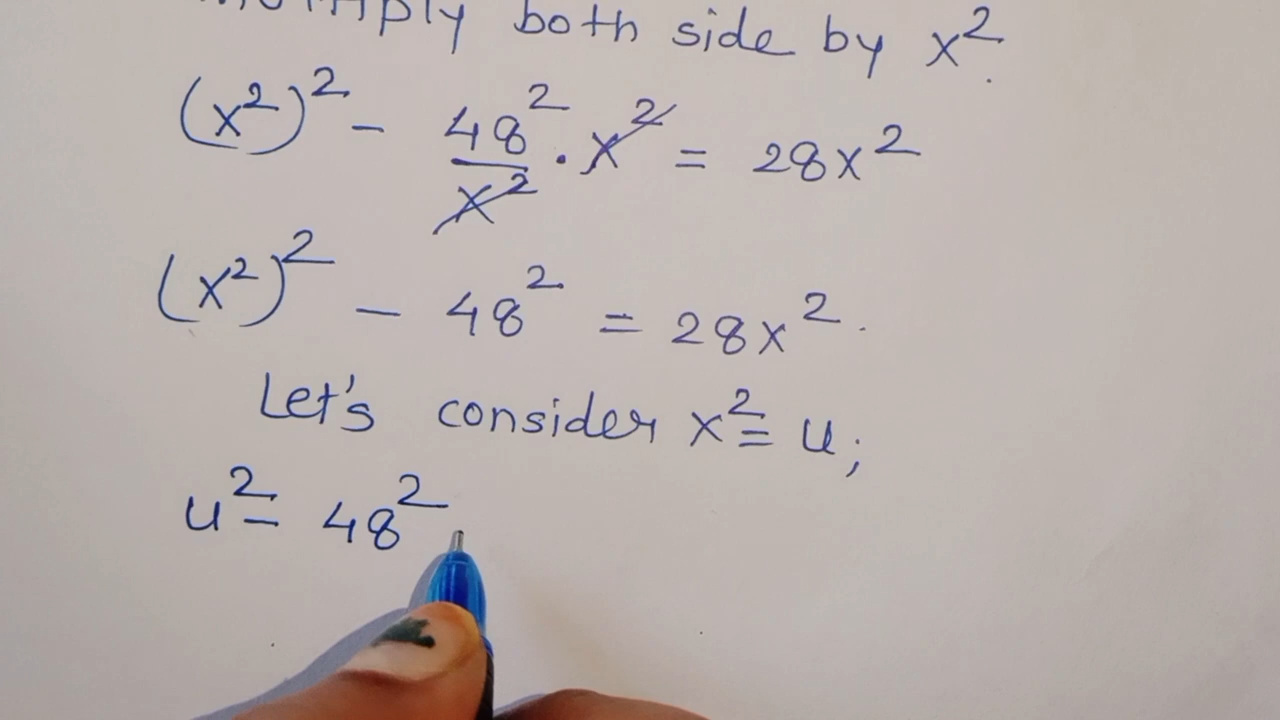 Multiply both side by x².
(x²)² - 48²/x² · x² = 28x²
(x²)² - 48² = 28x².
Let's consider x² = u;
u² - 48²